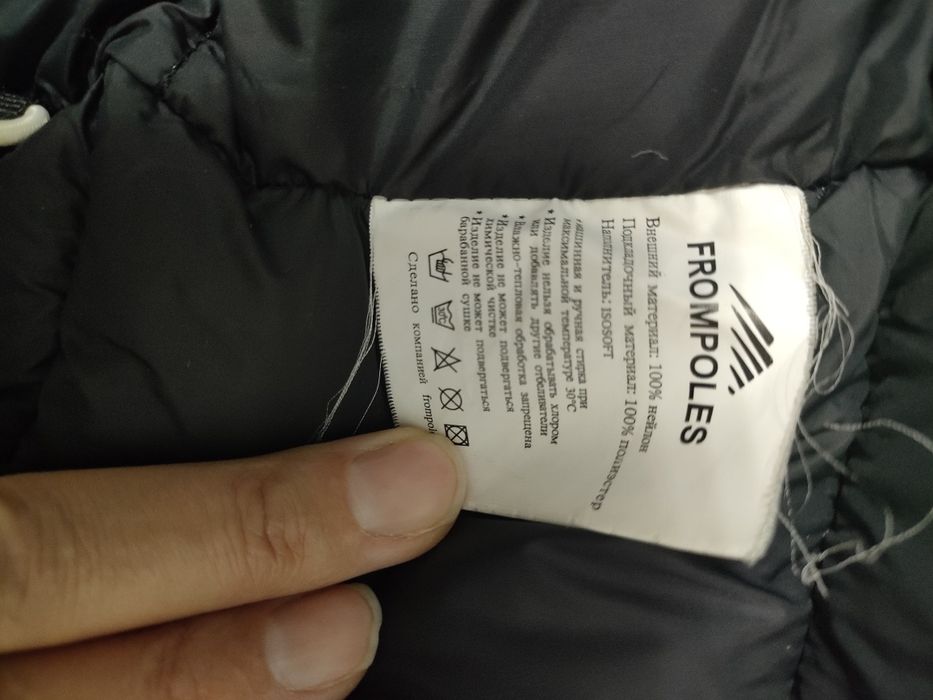 FROMPOLES
Внешний материал: 100% нейлон
Подкладочный материал: 100% полиэстер
Наполнитель: ISOSOFT
Машинная и ручная стирка при
максимальной температуре 30°C
* Изделие нельзя обрабатывать хлором
или добавлять другие отбеливатели
* Влажно-тепловая обработка запрещена
* Изделие не может подвергаться
химической чистке
* Изделие не может подвергаться
барабанной сушке
30°C
Сделано компанией